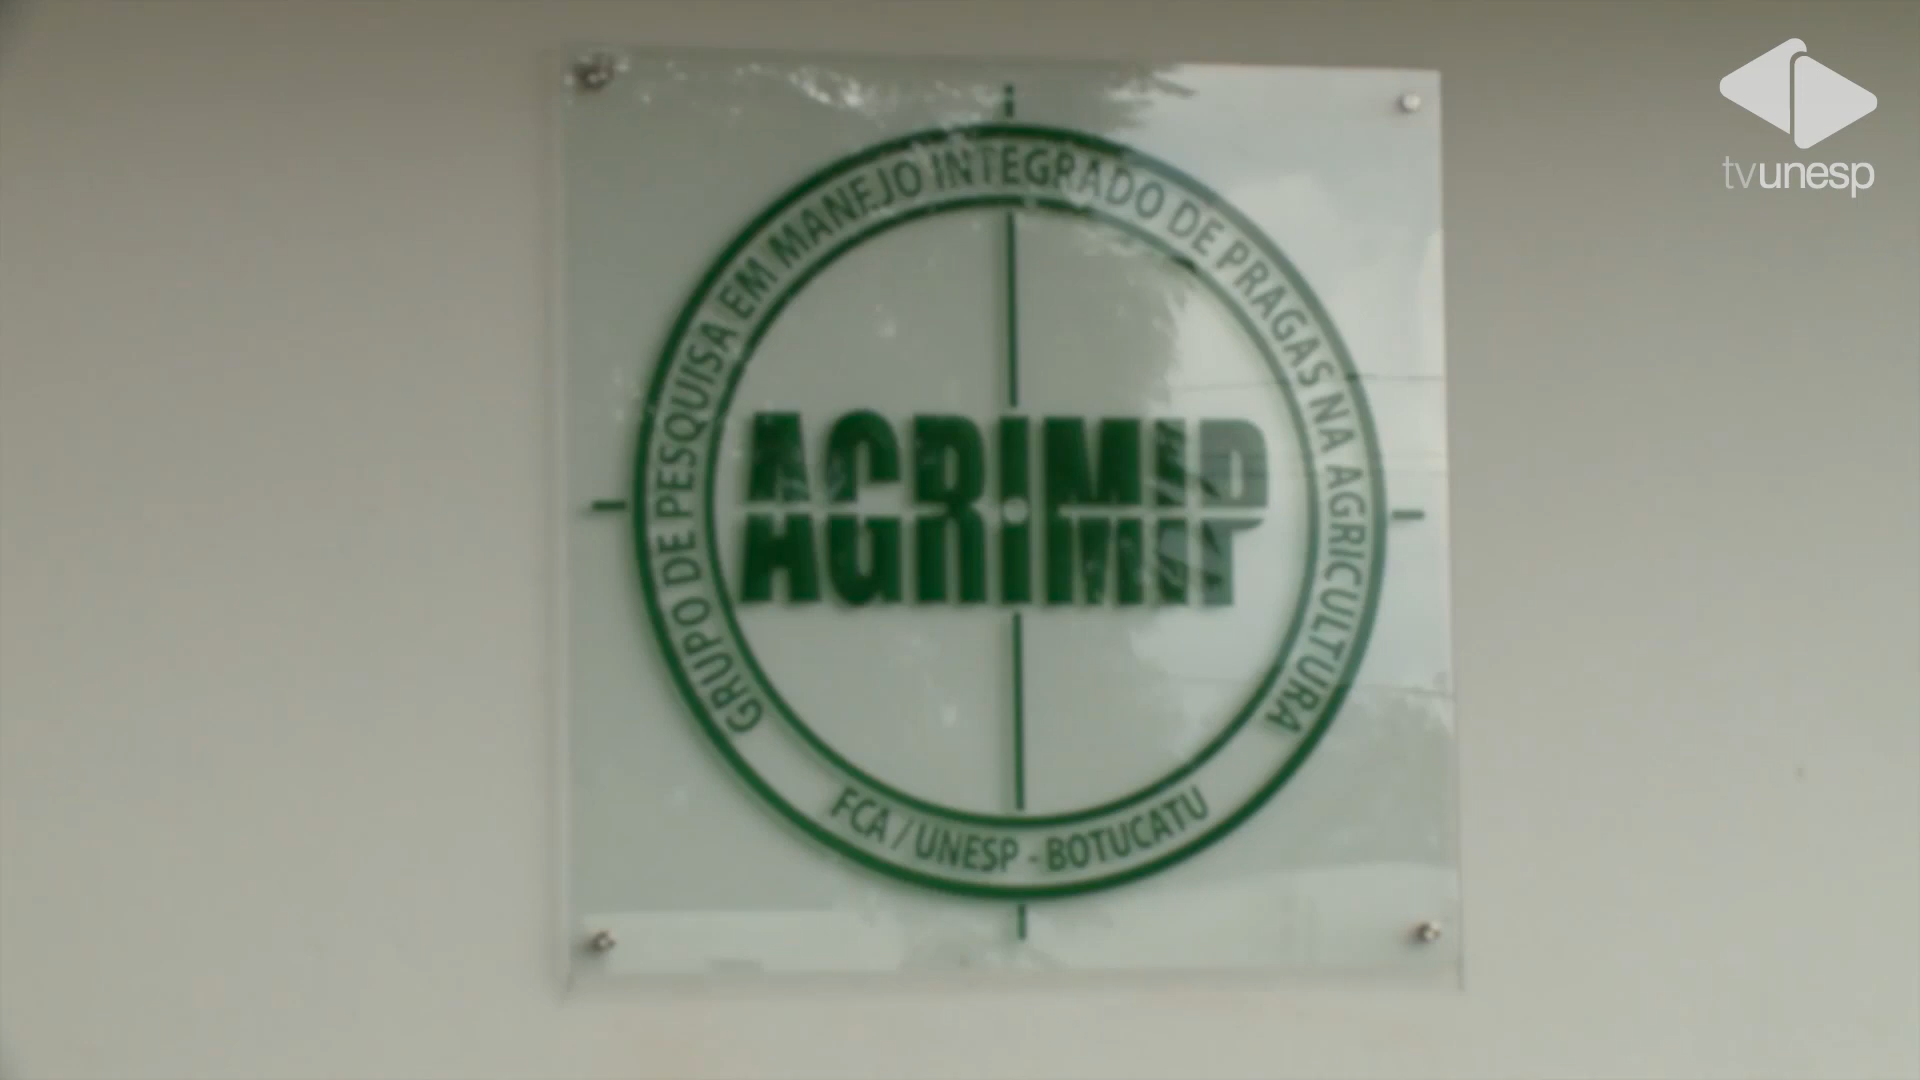 tvunesp
GRUPO DE PESQUISA EM MANEJO INTEGRADO DE PRAGAS NA AGRICULTURA
AGRIMIP
FCA / UNESP - BOTUCATU